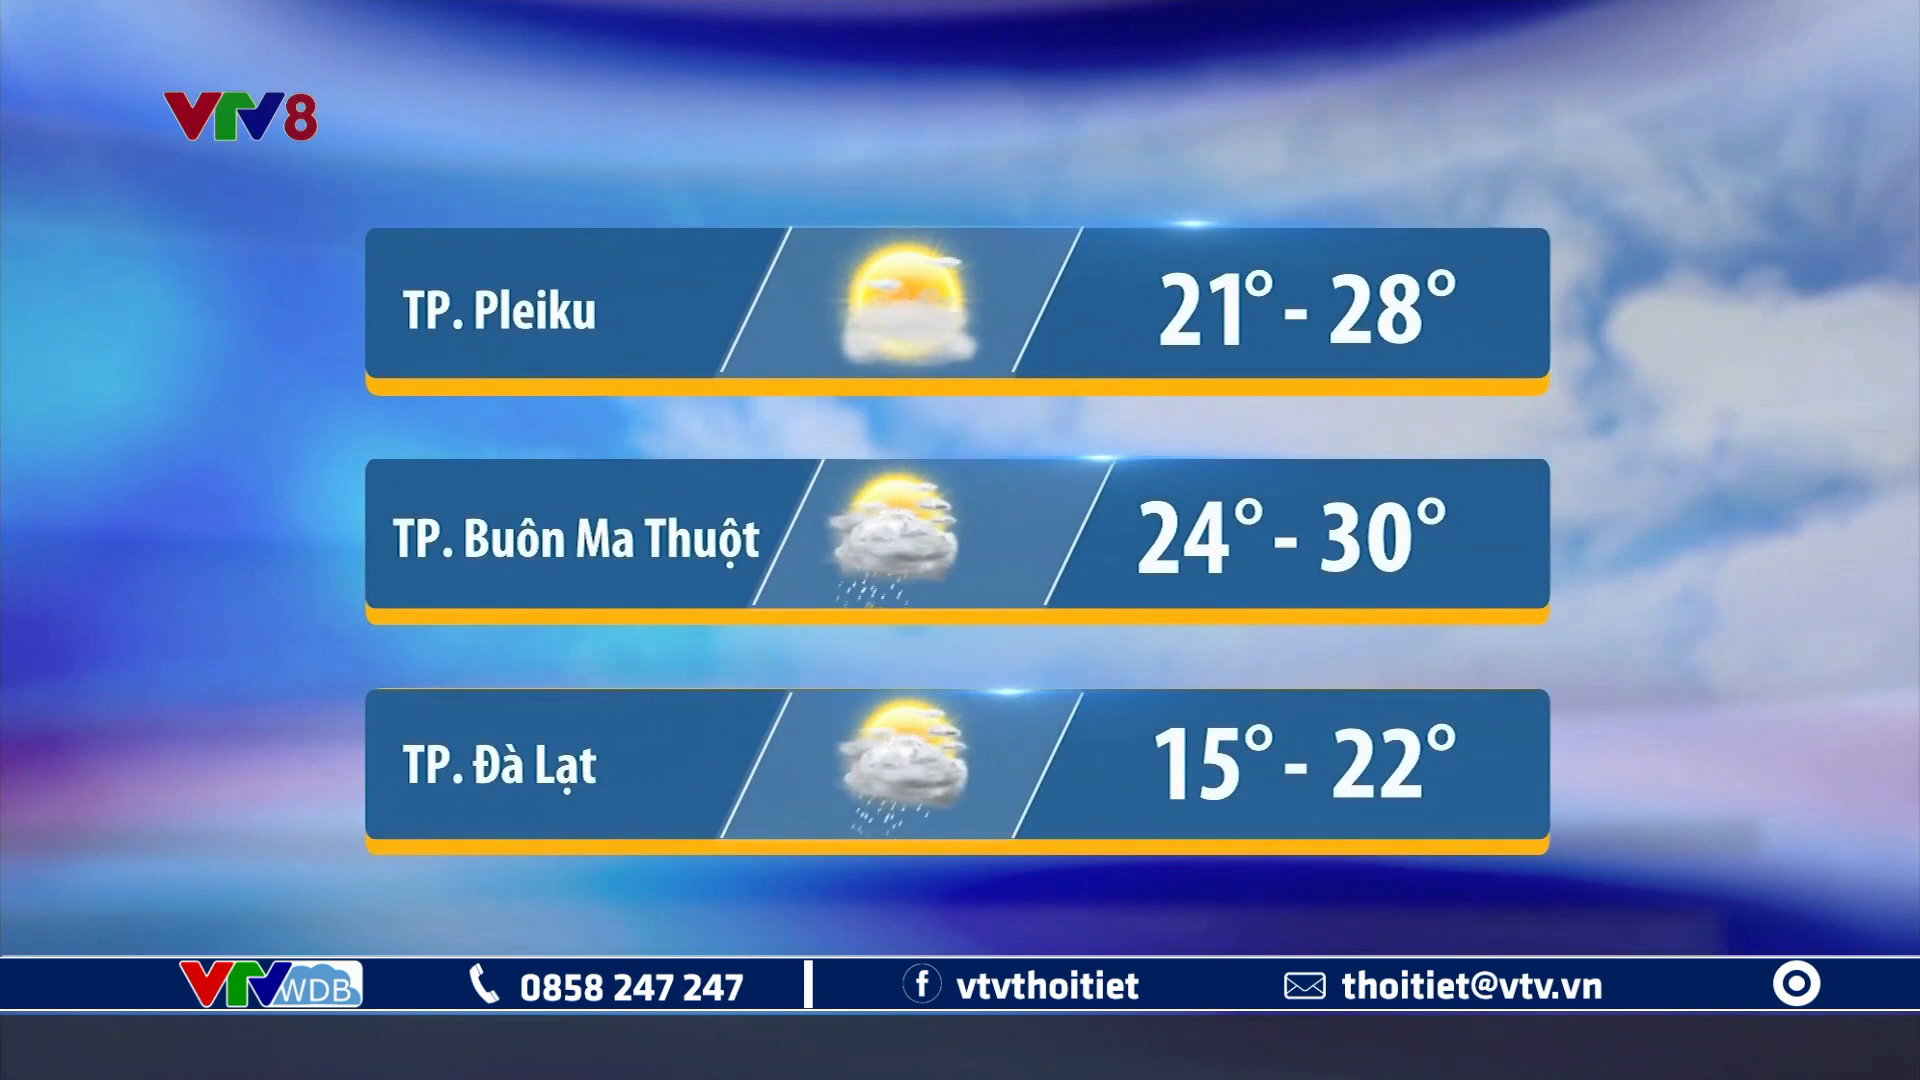 VTV8
TP. Pleiku
21° - 28°
TP. Buôn Ma Thuột
24° - 30°
TP. Đà Lạt
15° - 22°
VTV WDB
0858 247 247
vtvthoitiet
thoitiet@vtv.vn